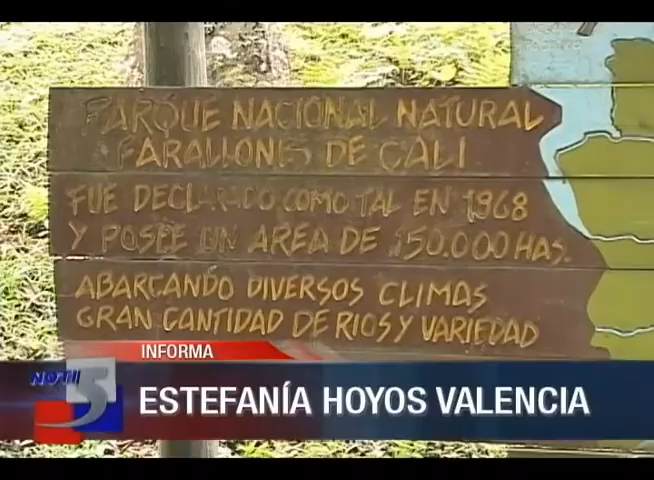 PARQUE NACIONAL NATURAL
FARALLONES DE CALI
FUE DECLARADO COMO TAL EN 1968
Y POSEE UN AREA DE 150.000 HAS.
ABARCANDO DIVERSOS CLIMAS
GRAN CANTIDAD DE RIOS Y VARIEDAD
INFORMA
NOTI 5
ESTEFANÍA HOYOS VALENCIA